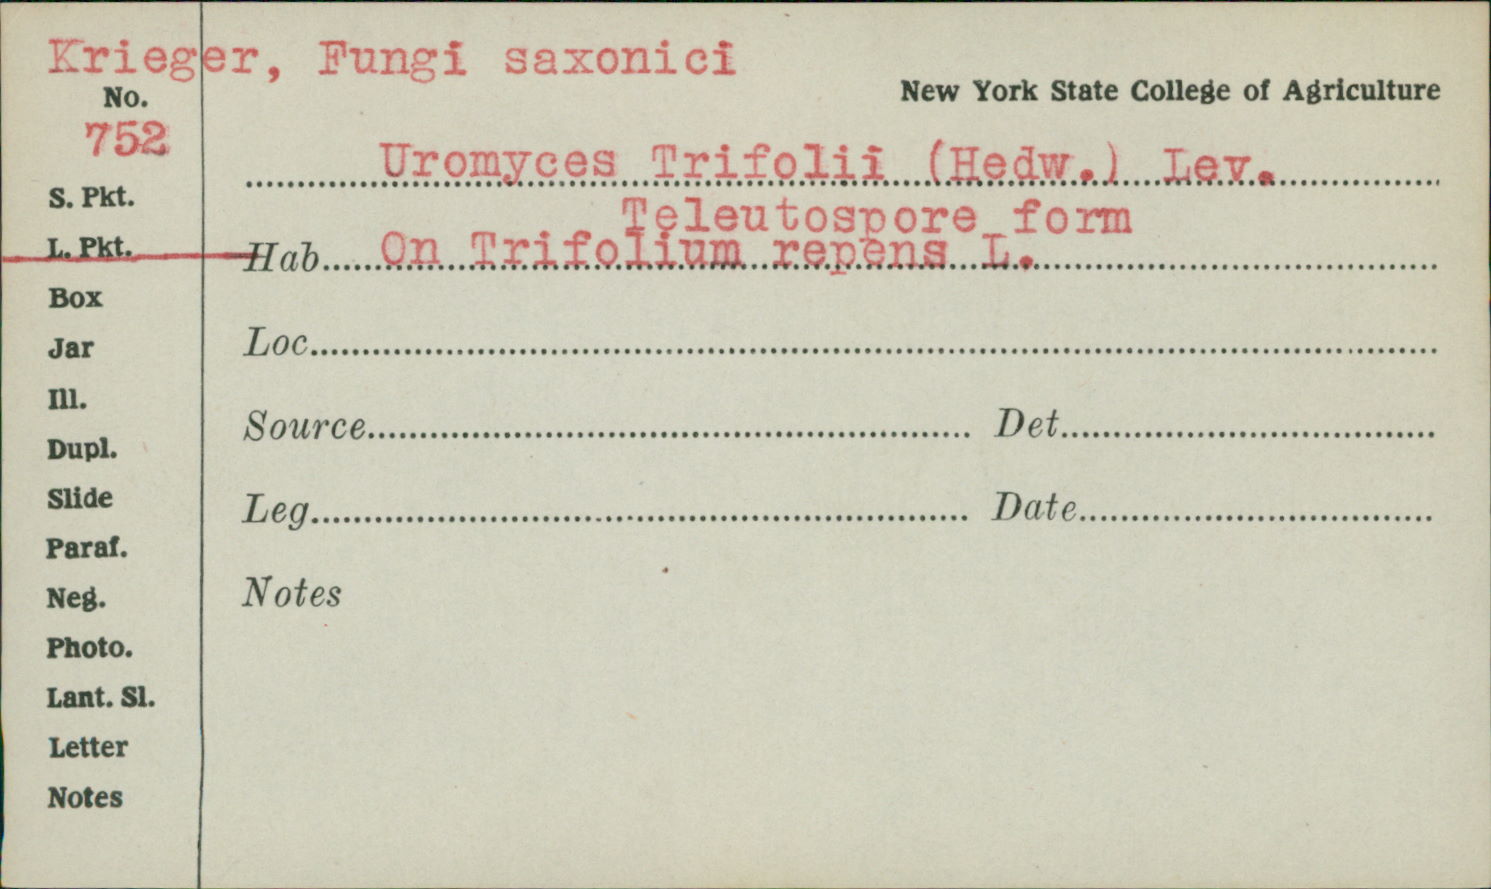 Krieger, Fungi saxonici
New York State College of Agriculture
No.
752
Uromyces Trifolii (Hedw.) Lev.
Teleutospore form
S. Pkt.
L. Pkt.
Hab. On Trifolium repens L.
Box
Jar
Loc.
Ill.
Source
Det.
Dupl.
Slide
Leg.
Date
Paraf.
Neg.
Notes
Photo.
Lant. Sl.
Letter
Notes